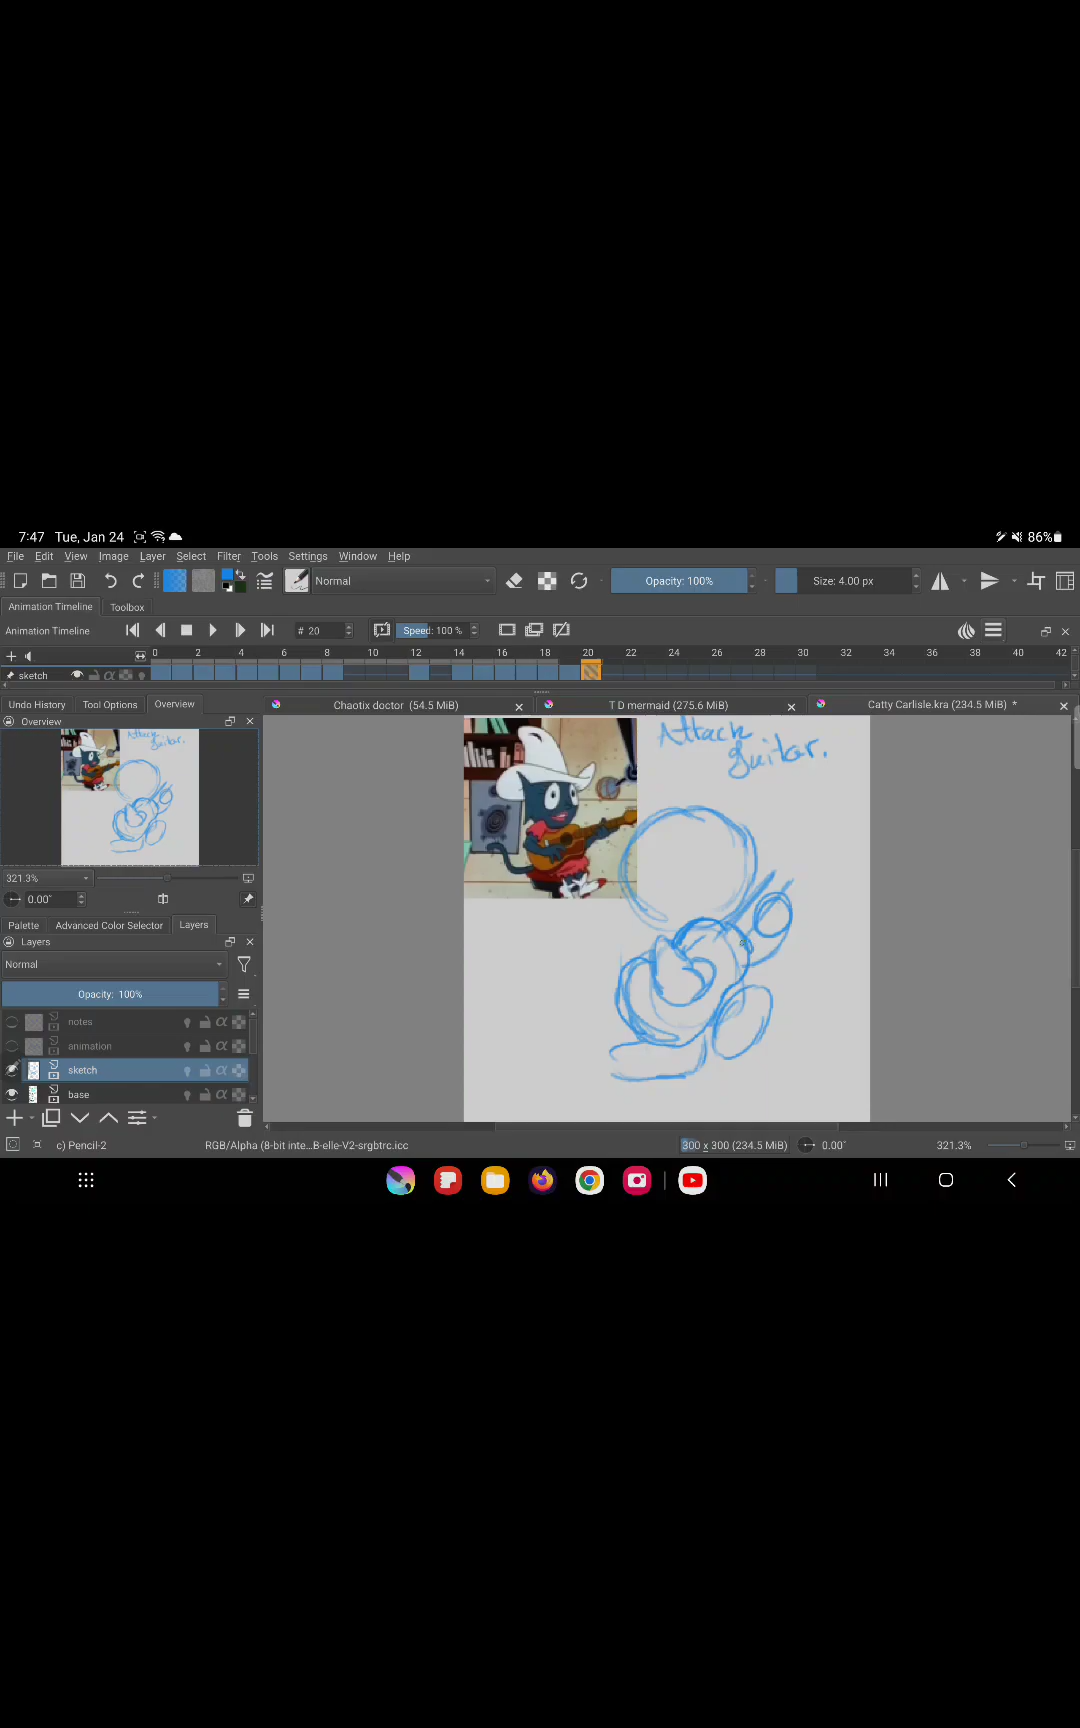 7:47 Tue, Jan 24 86%
File Edit View Image Layer Select Filter Tools Settings Window Help
Normal Opacity: 100% Size: 4.00 px
Animation Timeline Toolbox
Animation Timeline # 20 Speed: 100 %
0 2 4 6 8 10 12 14 16 18 20 22 24 26 28 30 32 34 36 38 40 42
sketch
Undo History Tool Options Overview Chaotix doctor (54.5 MiB) T D mermaid (275.6 MiB) Catty Carlisle.kra (234.5 MiB) *
Overview
Attack
Guitar.
Attack
Guitar.
321.3%
0.00°
Palette Advanced Color Selector Layers
Layers
Normal
Opacity: 100%
notes
animation
sketch
base
c) Pencil-2 RGB/Alpha (8-bit inte...B-elle-V2-srgbtrc.icc 300 x 300 (234.5 MiB) 0.00° 321.3%